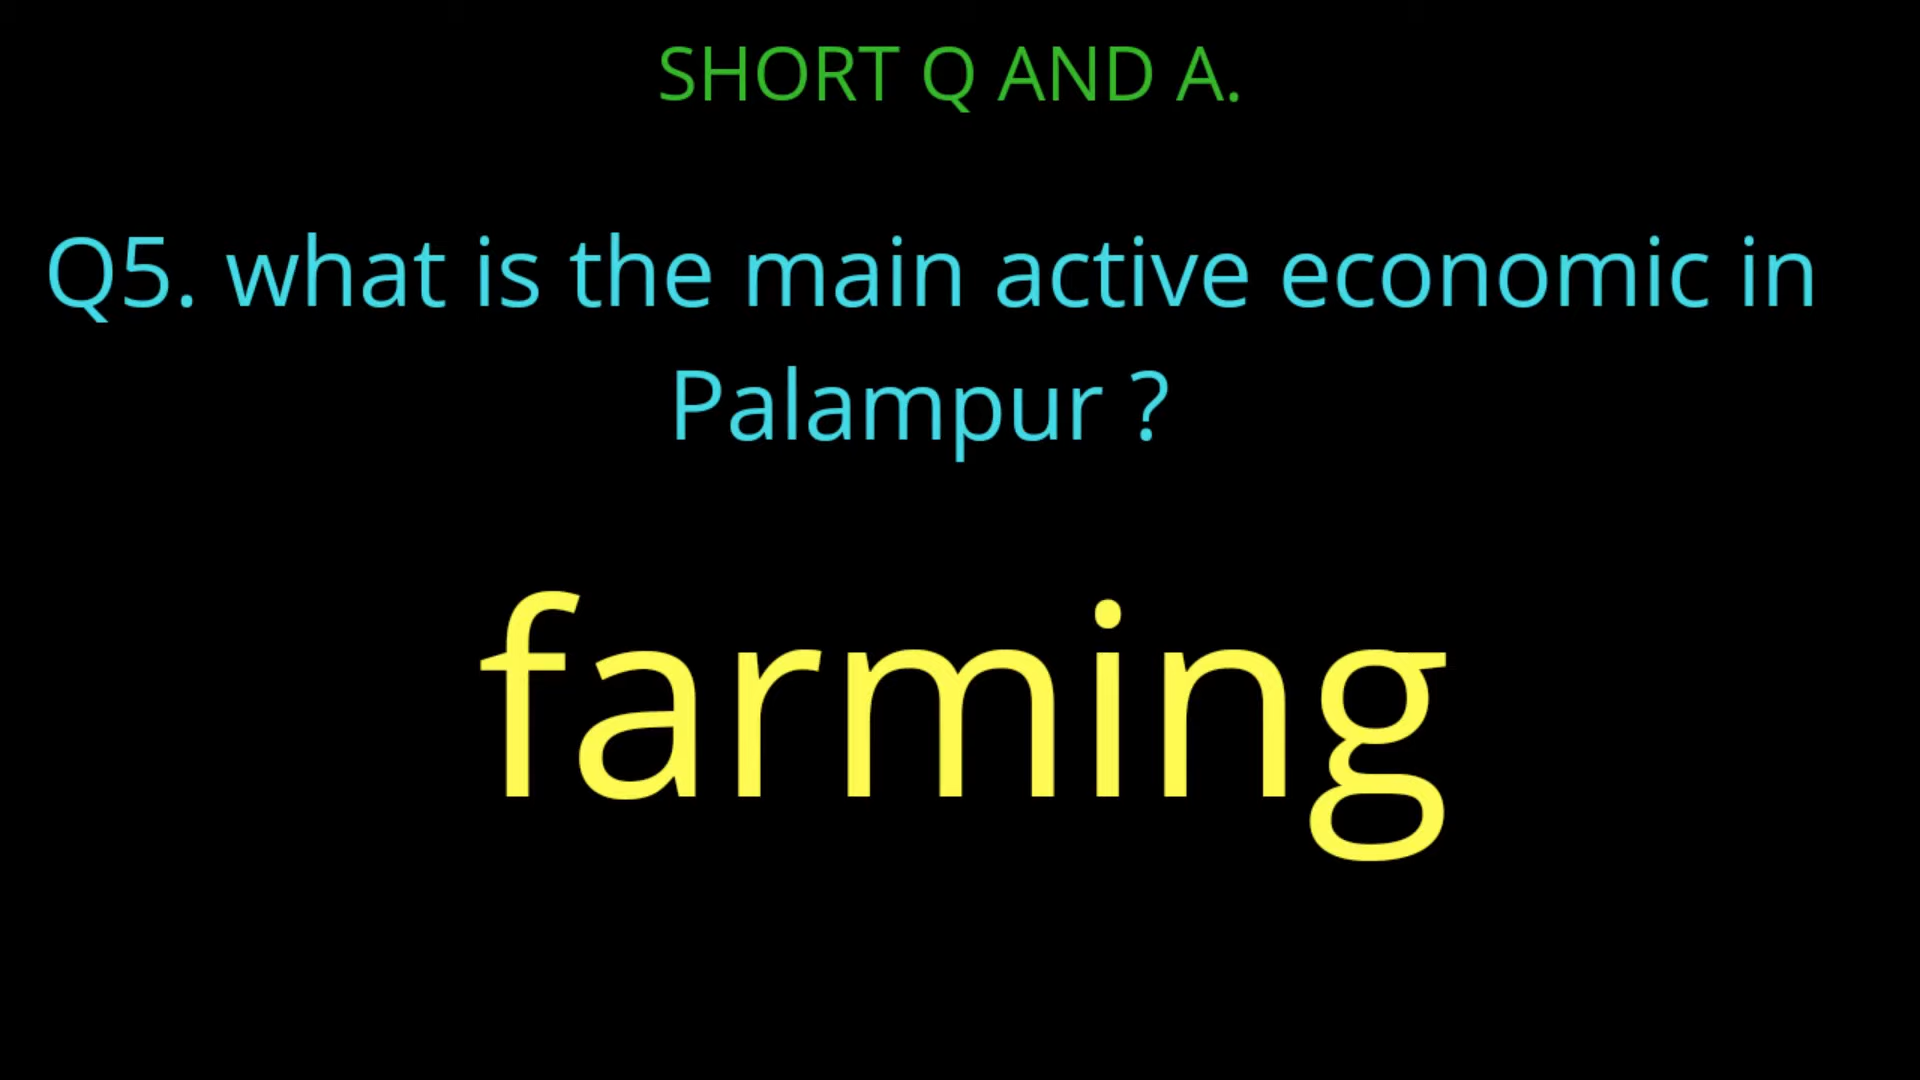 SHORT Q AND A.
Q5. what is the main active economic in
Palampur ?
farming